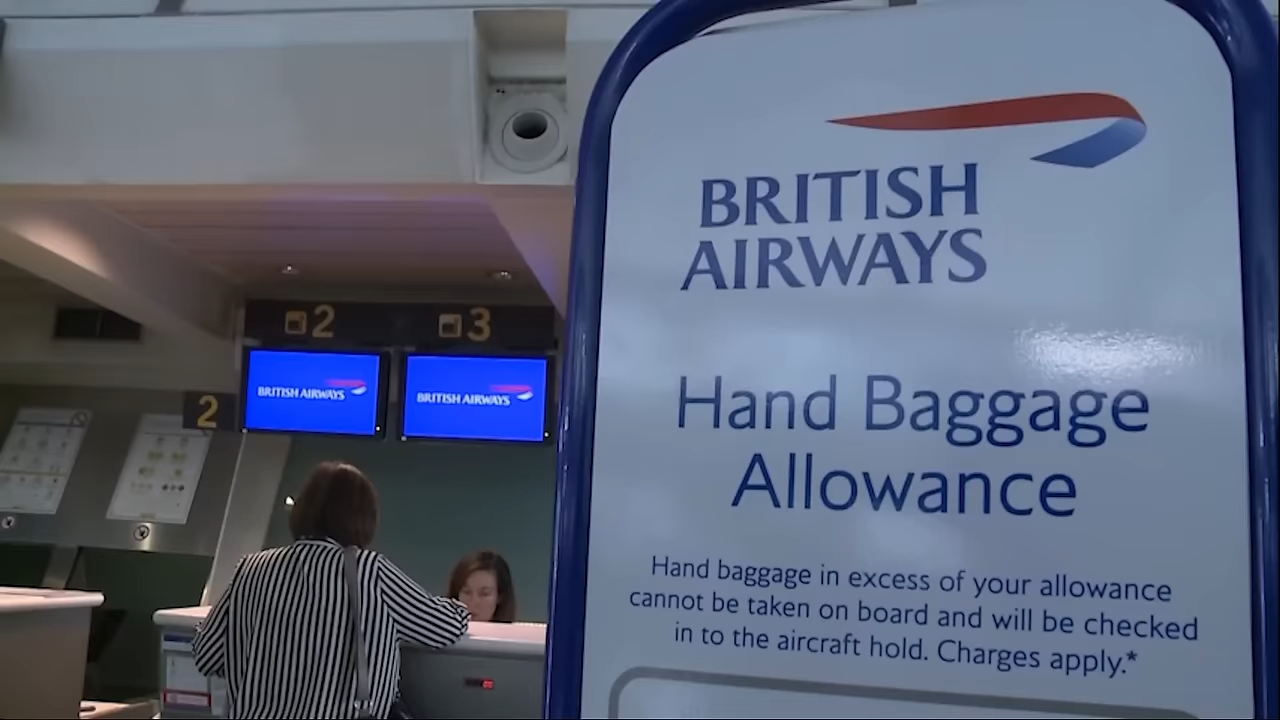 BRITISH
AIRWAYS
Hand Baggage
Allowance
Hand baggage in excess of your allowance
cannot be taken on board and will be checked
in to the aircraft hold. Charges apply.*
2
3
2
BRITISH AIRWAYS
BRITISH AIRWAYS